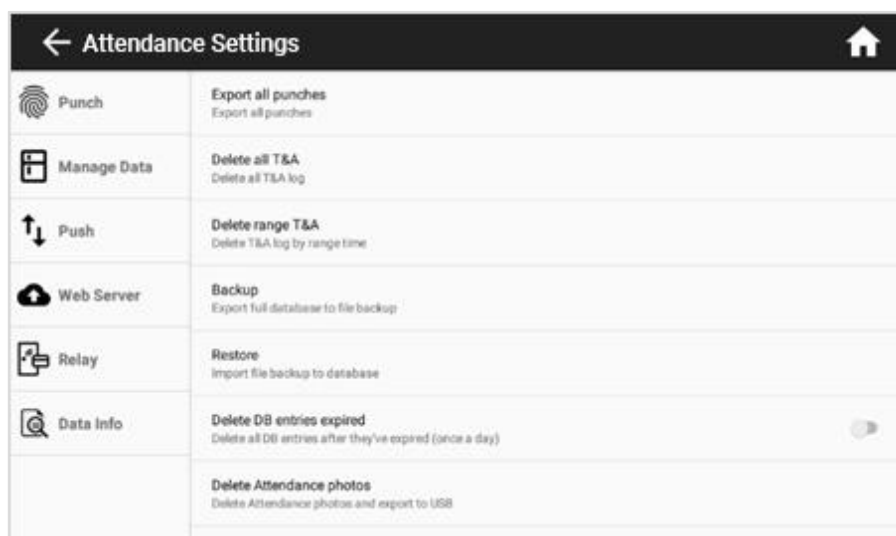 Attendance Settings
Punch
Manage Data
Push
Web Server
Relay
Data Info
Export all punches
Export all punches
Delete all T&A
Delete all T&A log
Delete range T&A
Delete T&A log by range time
Backup
Export full database to file backup
Restore
Import file backup to database
Delete DB entries expired
Delete all DB entries after they've expired (once a day)
Delete Attendance photos
Delete Attendance photos and export to USB